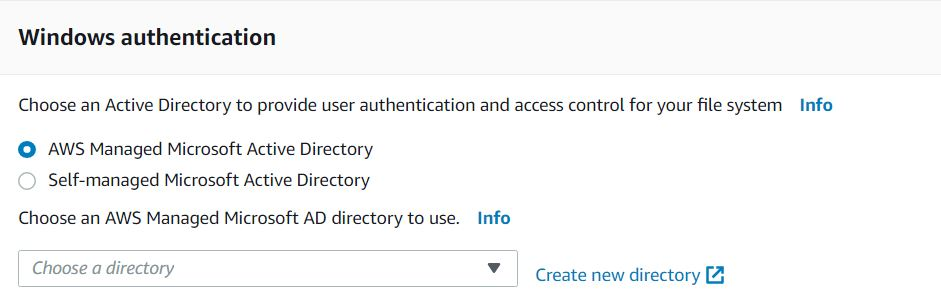 Windows authentication
Choose an Active Directory to provide user authentication and access control for your file system Info
AWS Managed Microsoft Active Directory
Self-managed Microsoft Active Directory
Choose an AWS Managed Microsoft AD directory to use. Info
Choose a directory
Create new directory